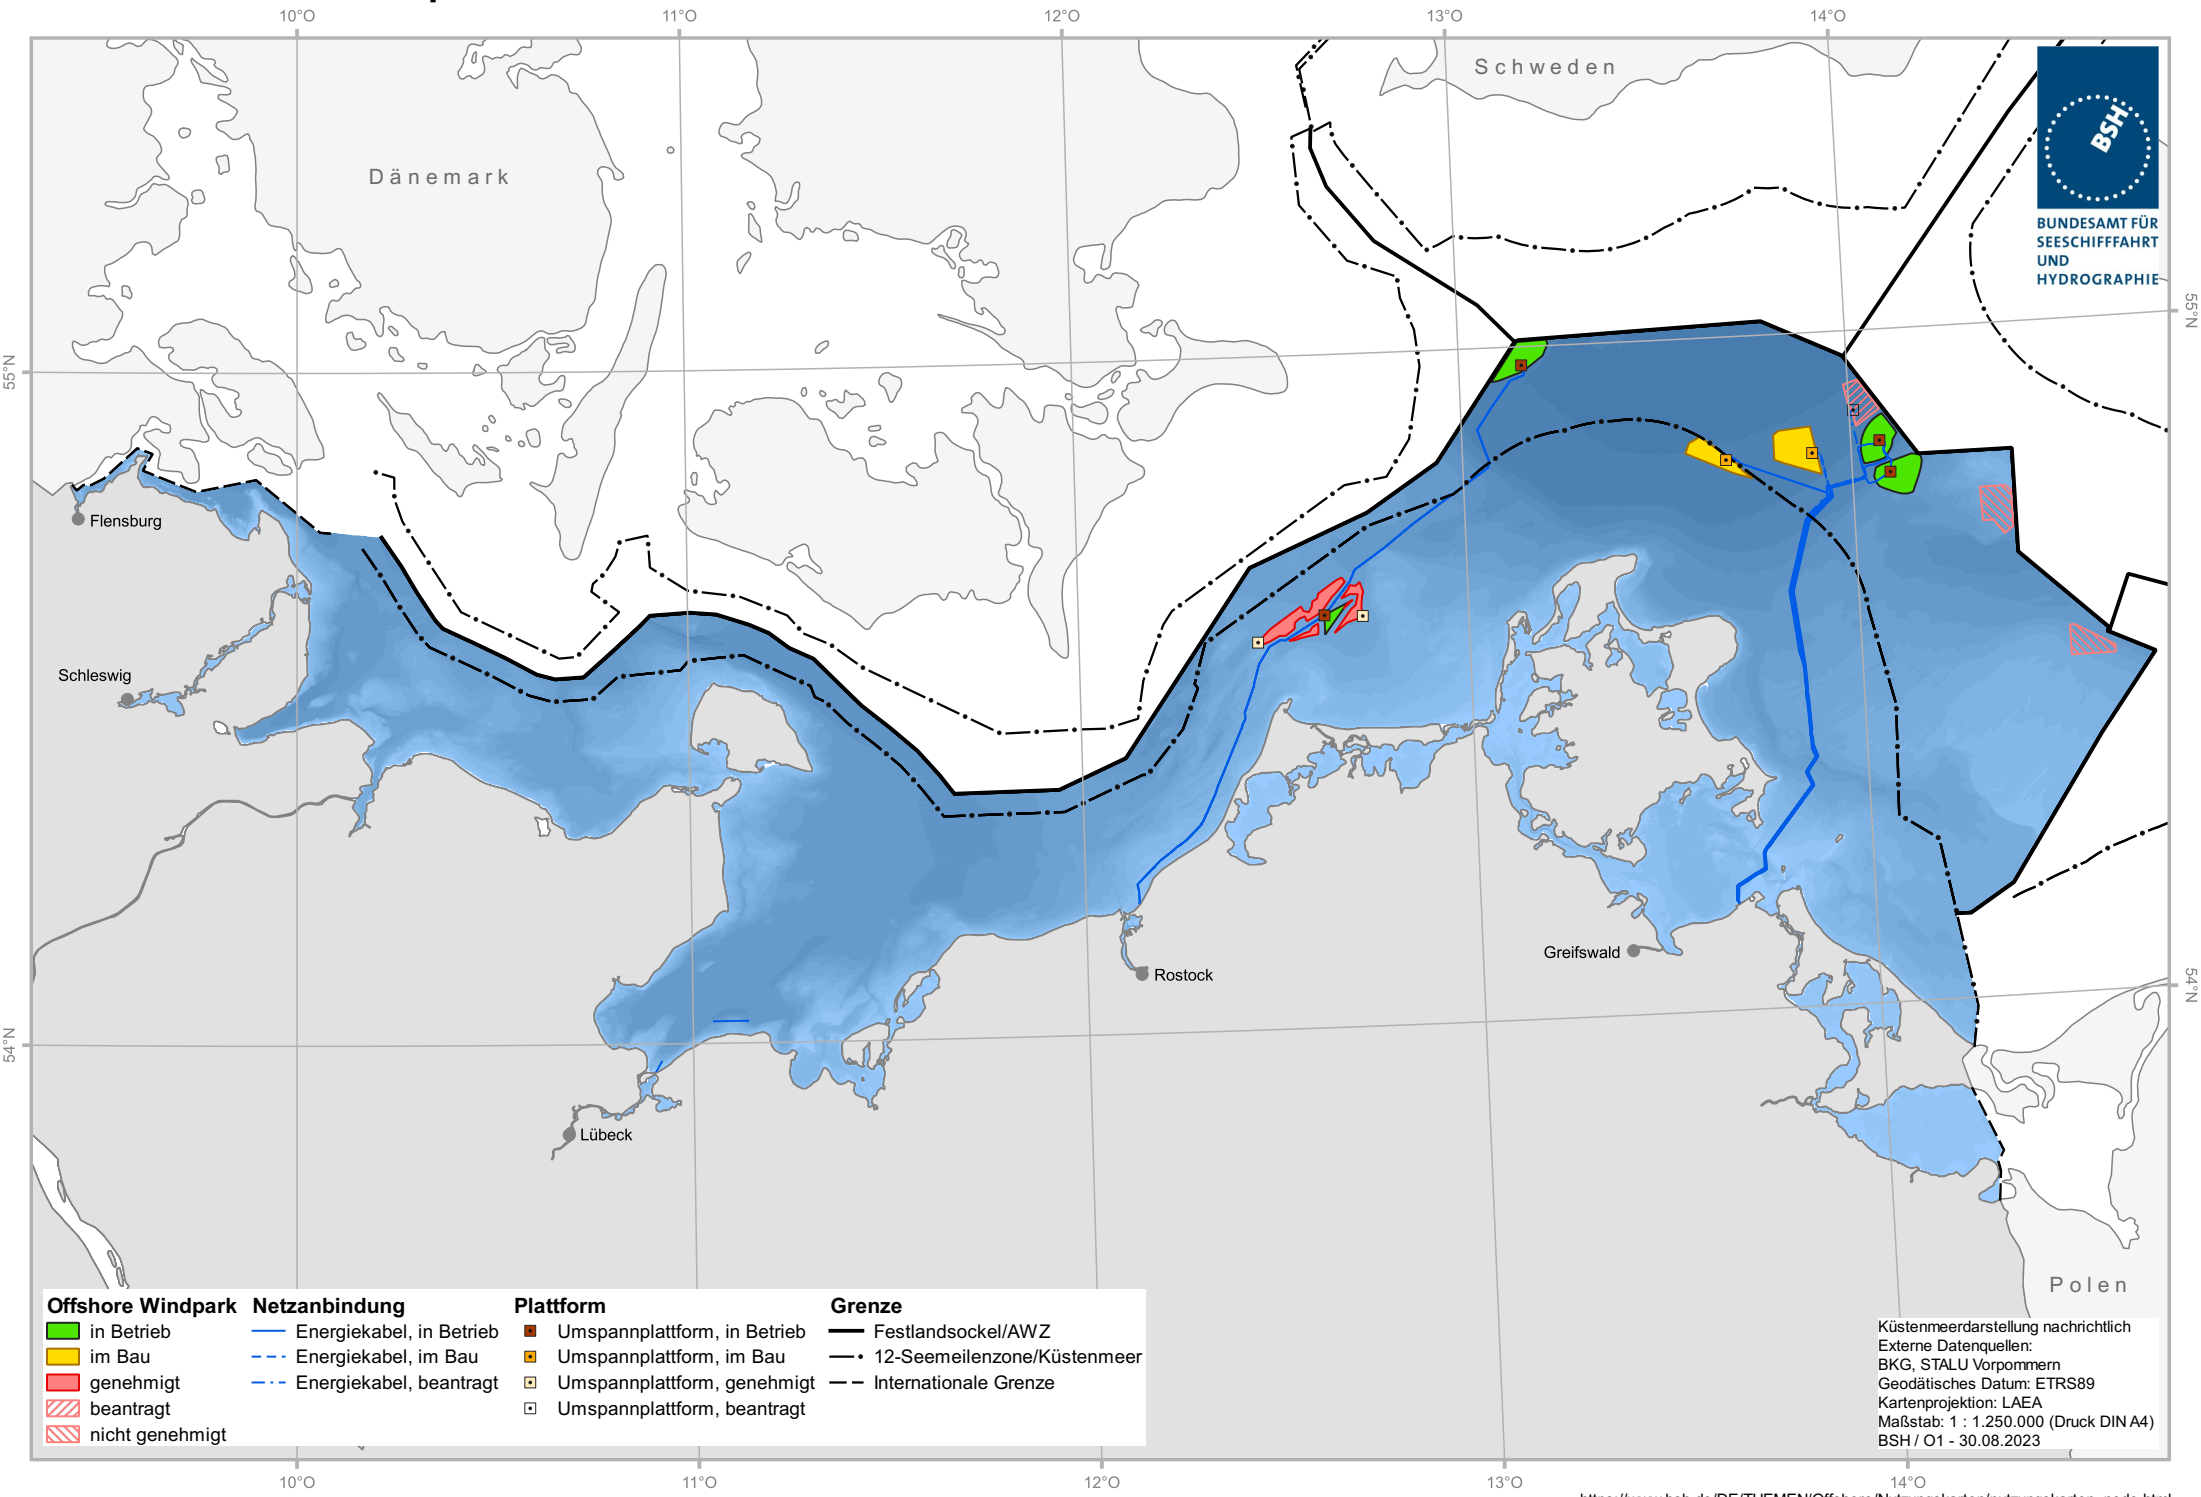 10°O 11°O 12°O 13°O 14°O
Schweden
Dänemark
BSH
BUNDESAMT FÜR
SEESCHIFFFAHRT
UND
HYDROGRAPHIE
55°N
55°N
Flensburg
Schleswig
Greifswald
Rostock
54°N
54°N
Lübeck
Polen
Offshore Windpark
in Betrieb
im Bau
genehmigt
beantragt
nicht genehmigt
Netzanbindung
Energiekabel, in Betrieb
Energiekabel, im Bau
Energiekabel, beantragt
Plattform
Umspannplattform, in Betrieb
Umspannplattform, im Bau
Umspannplattform, genehmigt
Umspannplattform, beantragt
Grenze
Festlandsockel/AWZ
12-Seemeilenzone/Küstenmeer
Internationale Grenze
Küstenmeerdarstellung nachrichtlich
Externe Datenquellen:
BKG, STALU Vorpommern
Geodätisches Datum: ETRS89
Kartenprojektion: LAEA
Maßstab: 1 : 1.250.000 (Druck DIN A4)
BSH / O1 - 30.08.2023
10°O 11°O 12°O 13°O 14°O